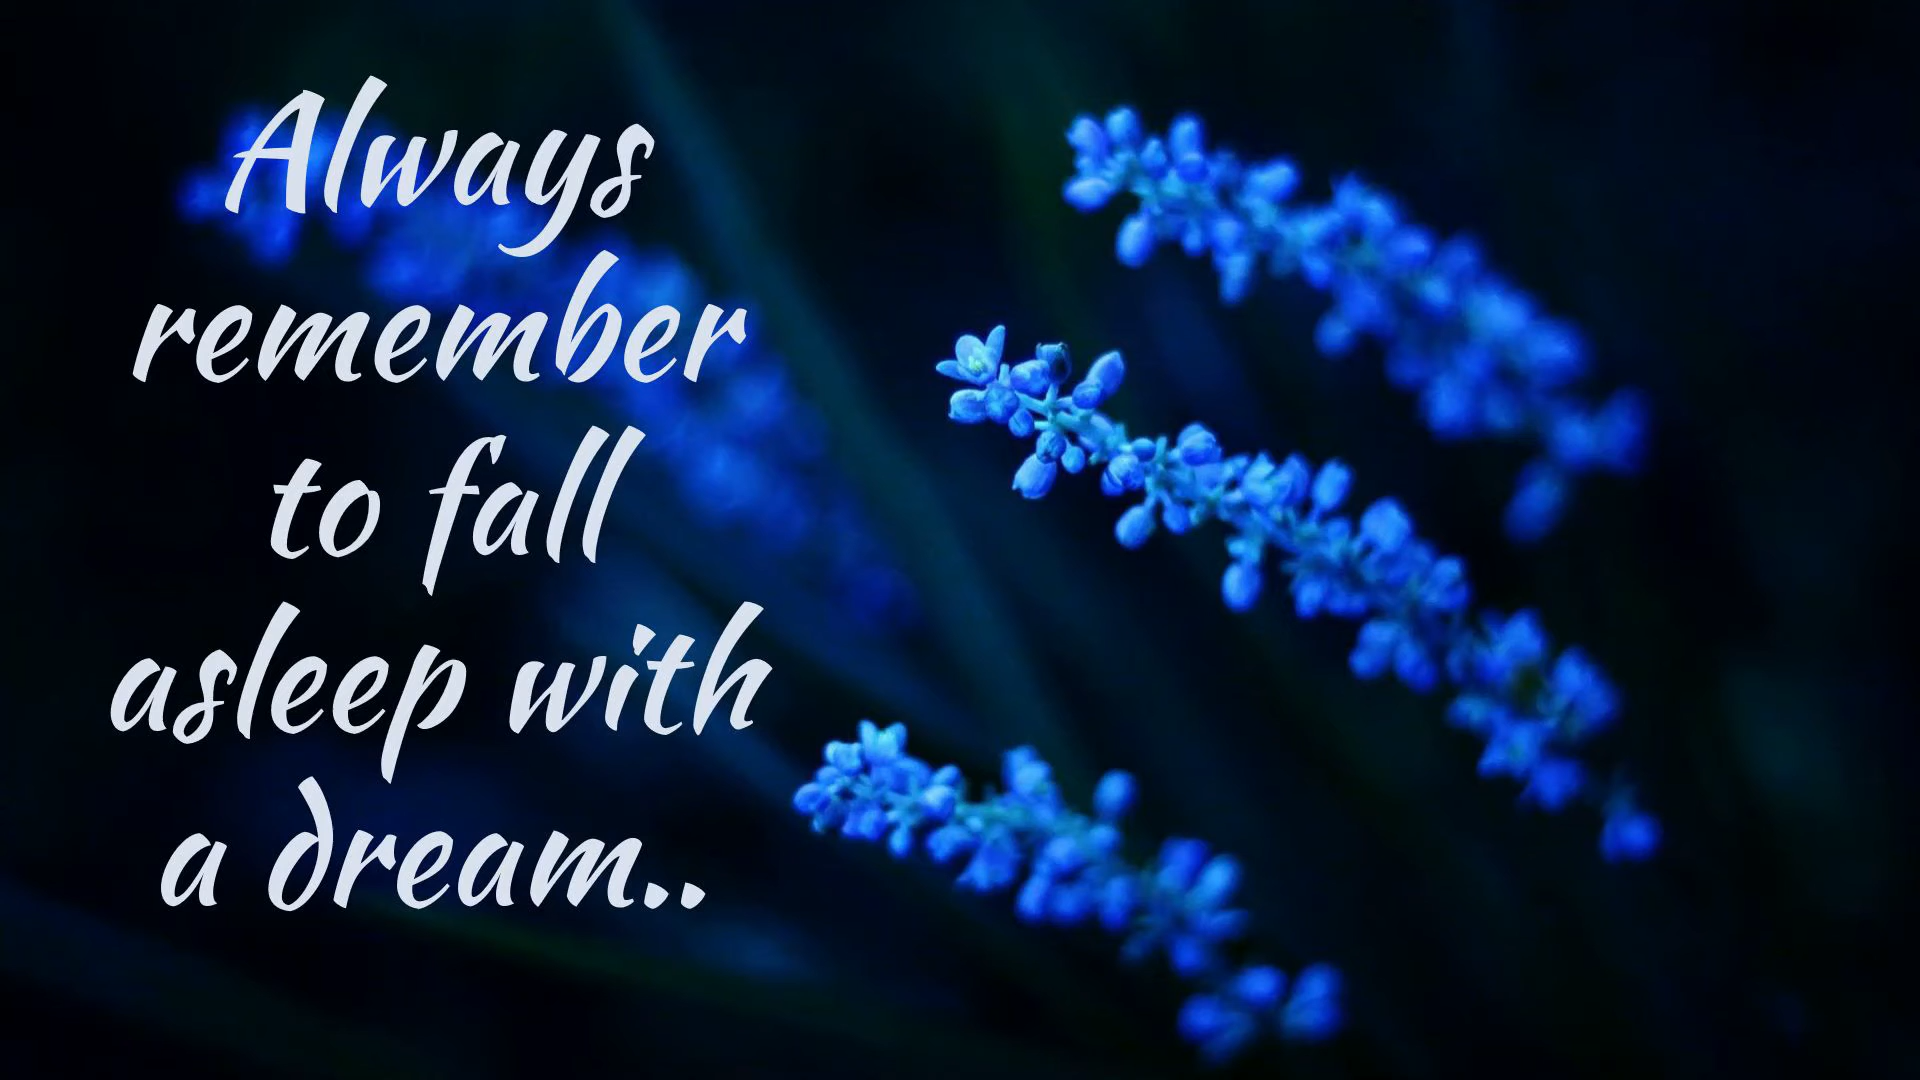 Always
remember
to fall
asleep with
a dream..